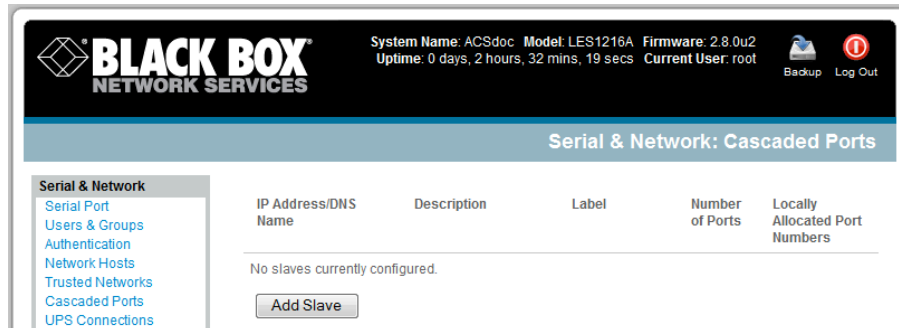 BLACK BOX®
NETWORK SERVICES
System Name: ACSdoc Model: LES1216A Firmware: 2.8.0u2
Uptime: 0 days, 2 hours, 32 mins, 19 secs Current User: root
Backup
Log Out
Serial & Network: Cascaded Ports
Serial & Network
Serial Port
Users & Groups
Authentication
Network Hosts
Trusted Networks
Cascaded Ports
UPS Connections
IP Address/DNS
Name
Description
Label
Number
of Ports
Locally
Allocated Port
Numbers
No slaves currently configured.
Add Slave